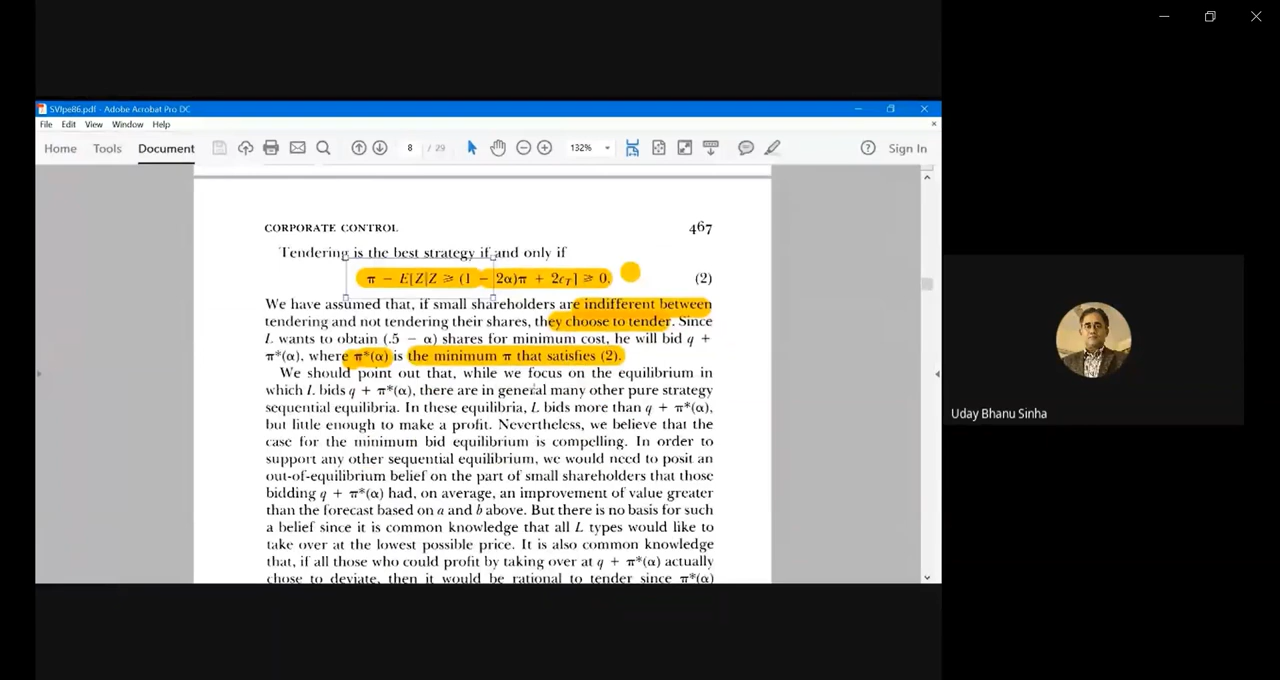 SVJpe86.pdf - Adobe Acrobat Pro DC
File Edit View Window Help
Home Tools Document 8 / 29 132% Sign In
CORPORATE CONTROL 467
Tendering is the best strategy if and only if
π − E[Z|Z ⩾ (1 − 2α)π + 2c_T] ⩾ 0. (2)
We have assumed that, if small shareholders are indifferent between
tendering and not tendering their shares, they choose to tender. Since
L wants to obtain (.5 − α) shares for minimum cost, he will bid q +
π*(α), where π*(α) is the minimum π that satisfies (2).
We should point out that, while we focus on the equilibrium in
which L bids q + π*(α), there are in general many other pure strategy
sequential equilibria. In these equilibria, L bids more than q + π*(α),
but little enough to make a profit. Nevertheless, we believe that the
case for the minimum bid equilibrium is compelling. In order to
support any other sequential equilibrium, we would need to posit an
out-of-equilibrium belief on the part of small shareholders that those
bidding q + π*(α) had, on average, an improvement of value greater
than the forecast based on a and b above. But there is no basis for such
a belief since it is common knowledge that all L types would like to
take over at the lowest possible price. It is also common knowledge
that, if all those who could profit by taking over at q + π*(α) actually
chose to deviate, then it would be rational to tender since π*(α)
Uday Bhanu Sinha